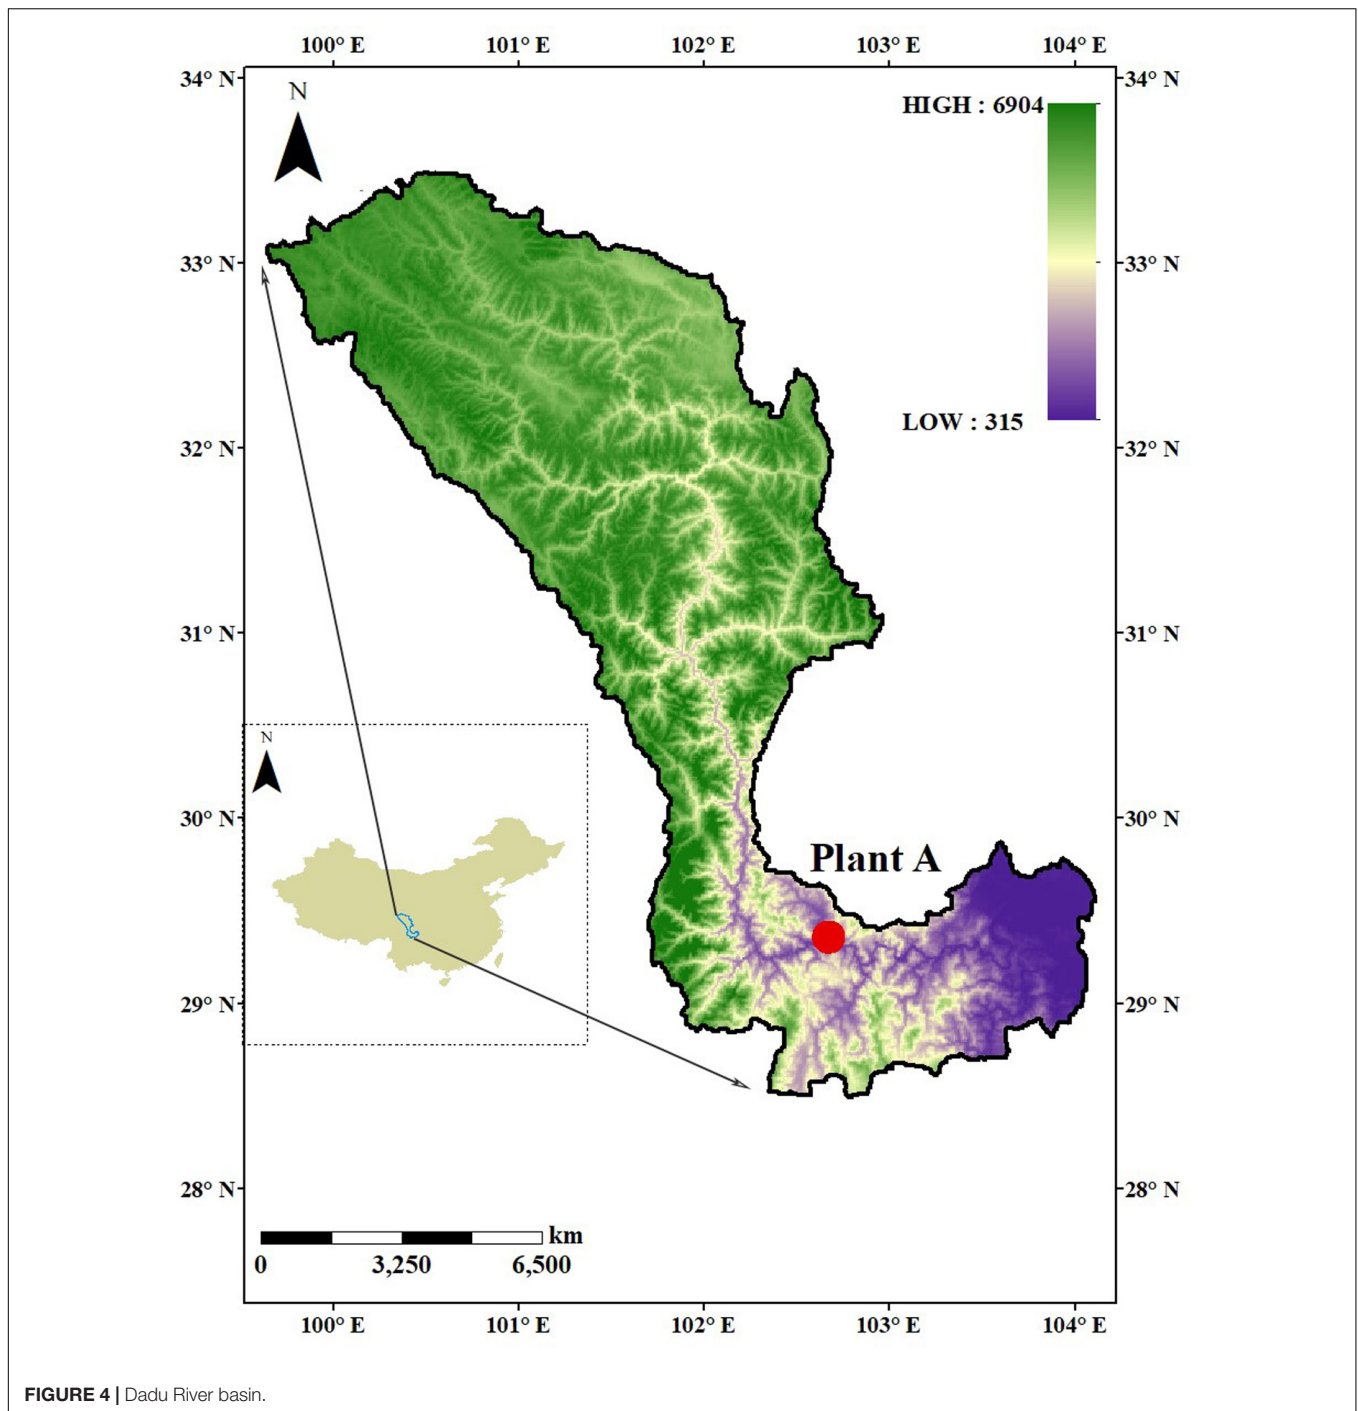 100° E 101° E 102° E 103° E 104° E
34° N 34° N
N
HIGH : 6904
33° N 33° N
LOW : 315
32° N 32° N
31° N 31° N
N
30° N 30° N
Plant A
29° N 29° N
28° N 28° N
km
0 3,250 6,500
100° E 101° E 102° E 103° E 104° E
FIGURE 4 | Dadu River basin.